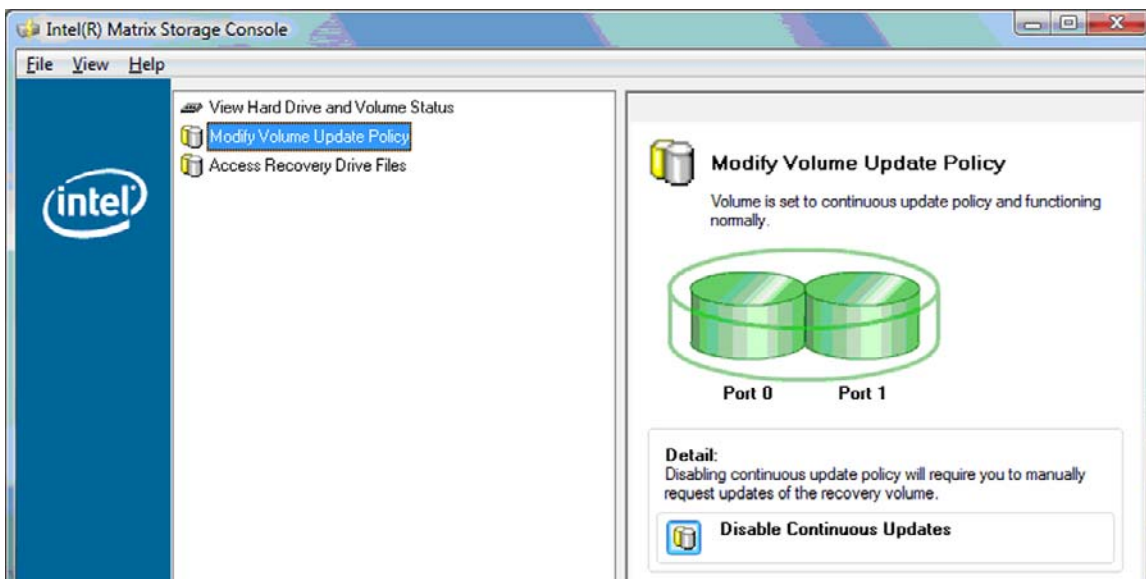 Intel(R) Matrix Storage Console
File View Help
View Hard Drive and Volume Status
Modify Volume Update Policy
Access Recovery Drive Files
intel
Modify Volume Update Policy
Volume is set to continuous update policy and functioning
normally.
Port 0 Port 1
Detail:
Disabling continuous update policy will require you to manually
request updates of the recovery volume.
Disable Continuous Updates